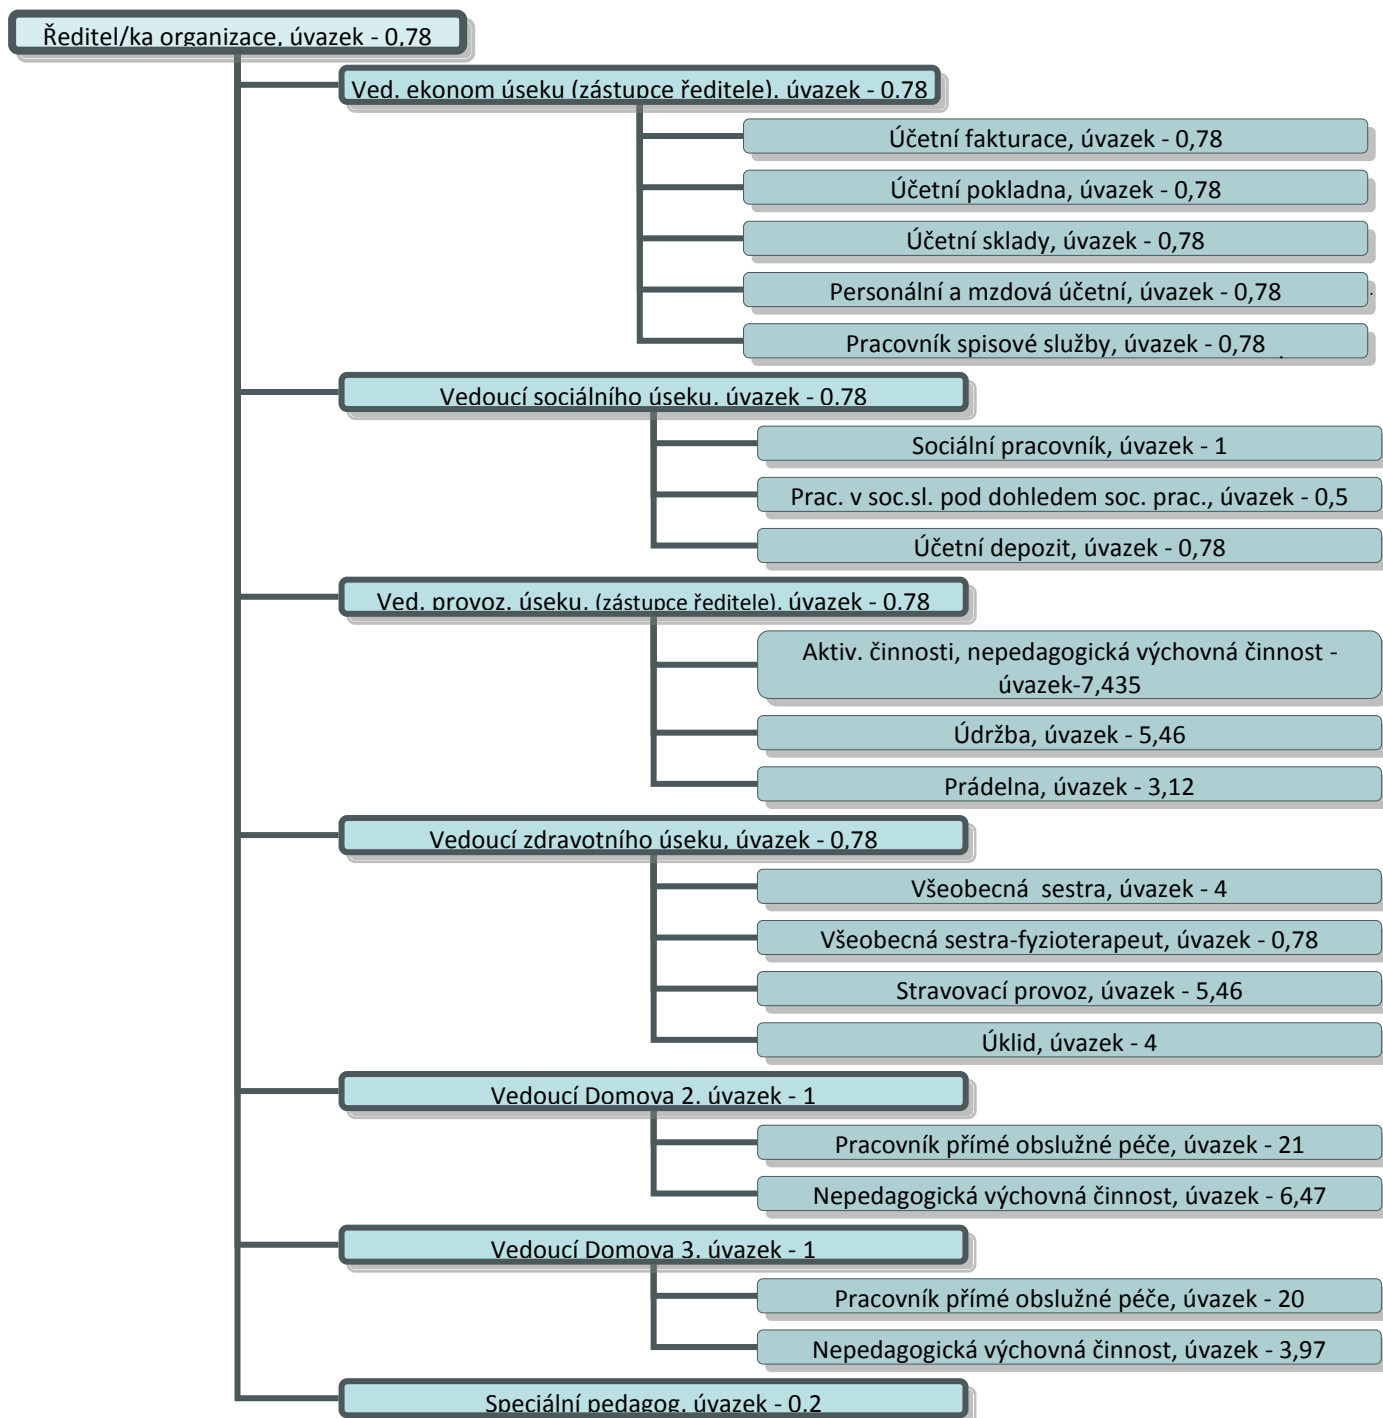 Ředitel/ka organizace, úvazek - 0,78
Ved. ekonom úseku (zástupce ředitele), úvazek - 0,78
Účetní fakturace, úvazek - 0,78
Účetní pokladna, úvazek - 0,78
Účetní sklady, úvazek - 0,78
Personální a mzdová účetní, úvazek - 0,78
Pracovník spisové služby, úvazek - 0,78
Vedoucí sociálního úseku, úvazek - 0,78
Sociální pracovník, úvazek - 1
Prac. v soc.sl. pod dohledem soc. prac., úvazek - 0,5
Účetní depozit, úvazek - 0,78
Ved. provoz. úseku. (zástupce ředitele), úvazek - 0,78
Aktiv. činnosti, nepedagogická výchovná činnost -
úvazek-7,435
Údržba, úvazek - 5,46
Prádelna, úvazek - 3,12
Vedoucí zdravotního úseku, úvazek - 0,78
Všeobecná  sestra, úvazek - 4
Všeobecná sestra-fyzioterapeut, úvazek - 0,78
Stravovací provoz, úvazek - 5,46
Úklid, úvazek - 4
Vedoucí Domova 2, úvazek - 1
Pracovník přímé obslužné péče, úvazek - 21
Nepedagogická výchovná činnost, úvazek - 6,47
Vedoucí Domova 3, úvazek - 1
Pracovník přímé obslužné péče, úvazek - 20
Nepedagogická výchovná činnost, úvazek - 3,97
Speciální pedagog, úvazek - 0,2